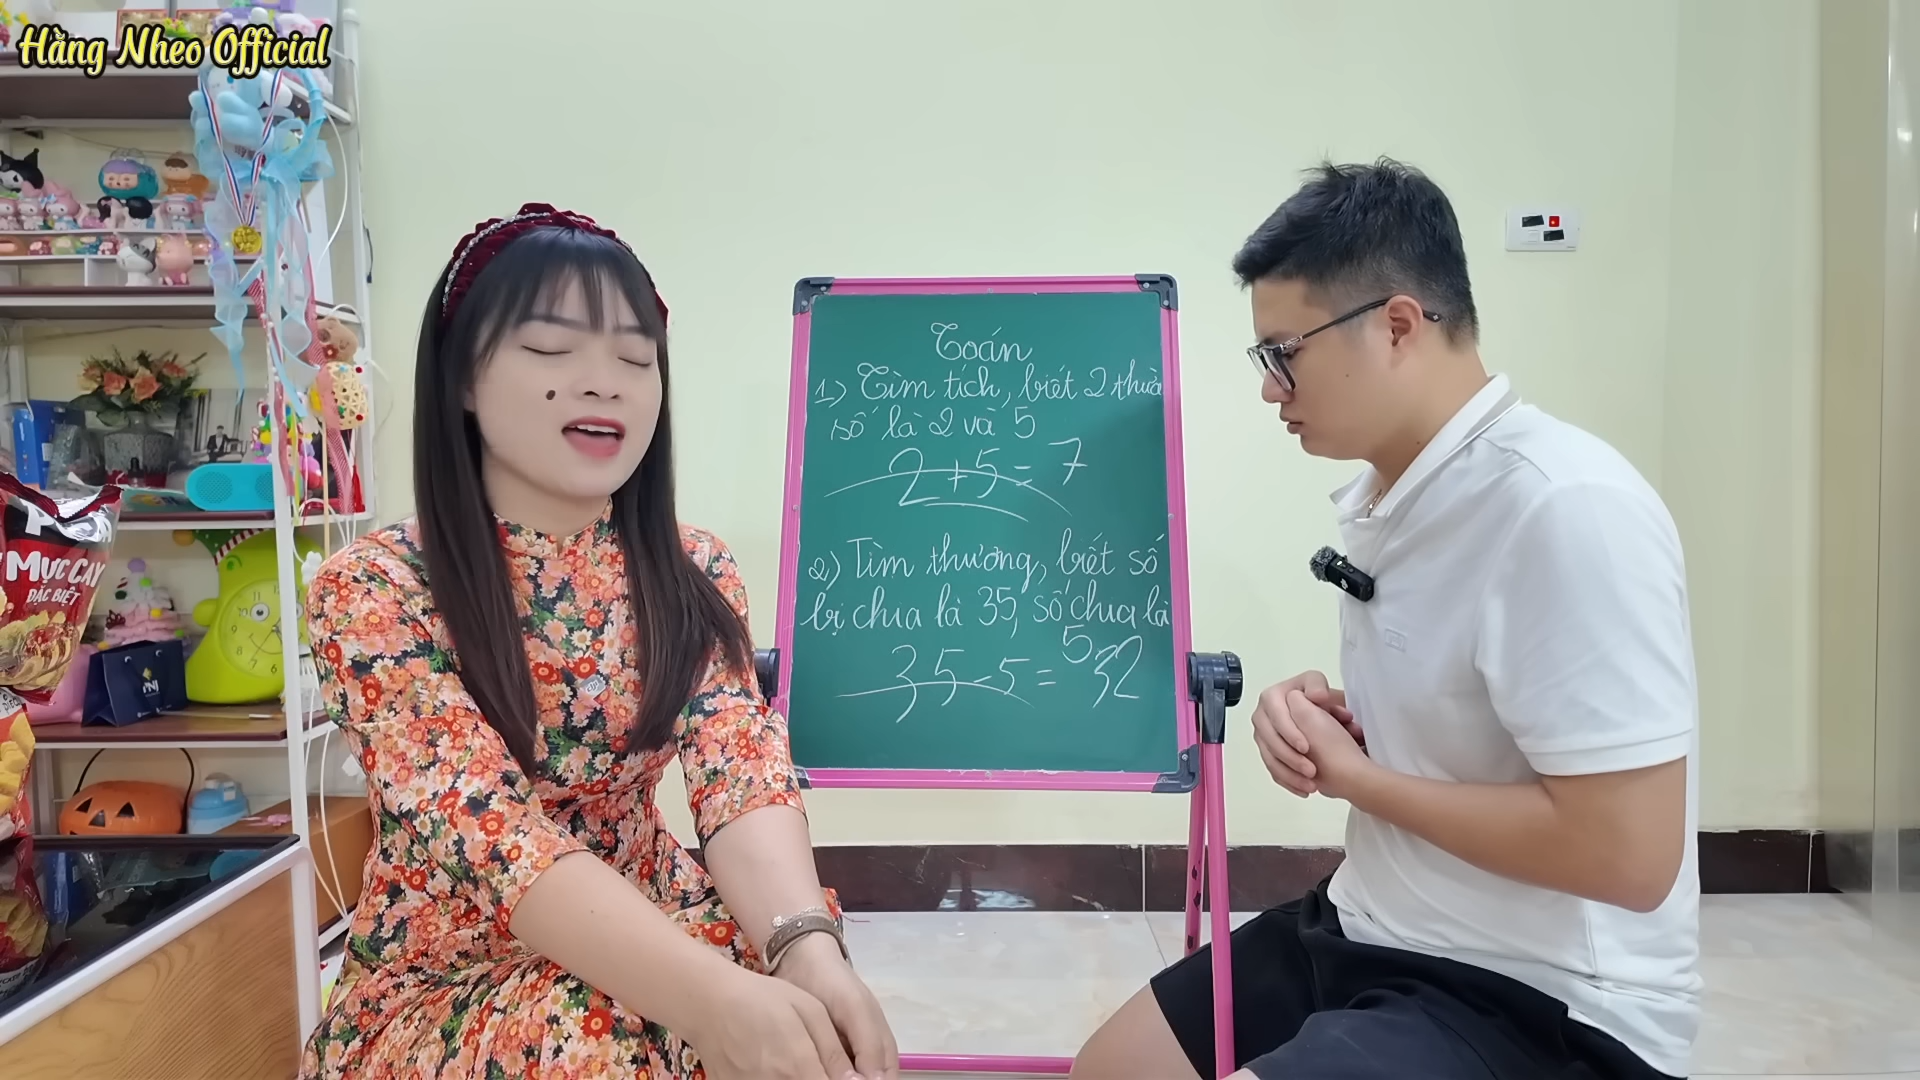 Hằng Nheo Official
Toán
1) Tìm tích, biết 2 thừa
số là 2 và 5
2+5=7
2) Tìm thương, biết số
bị chia là 35, số chia là
5
35-5=32
MỰC CAY
ĐẶC BIỆT
PNJ